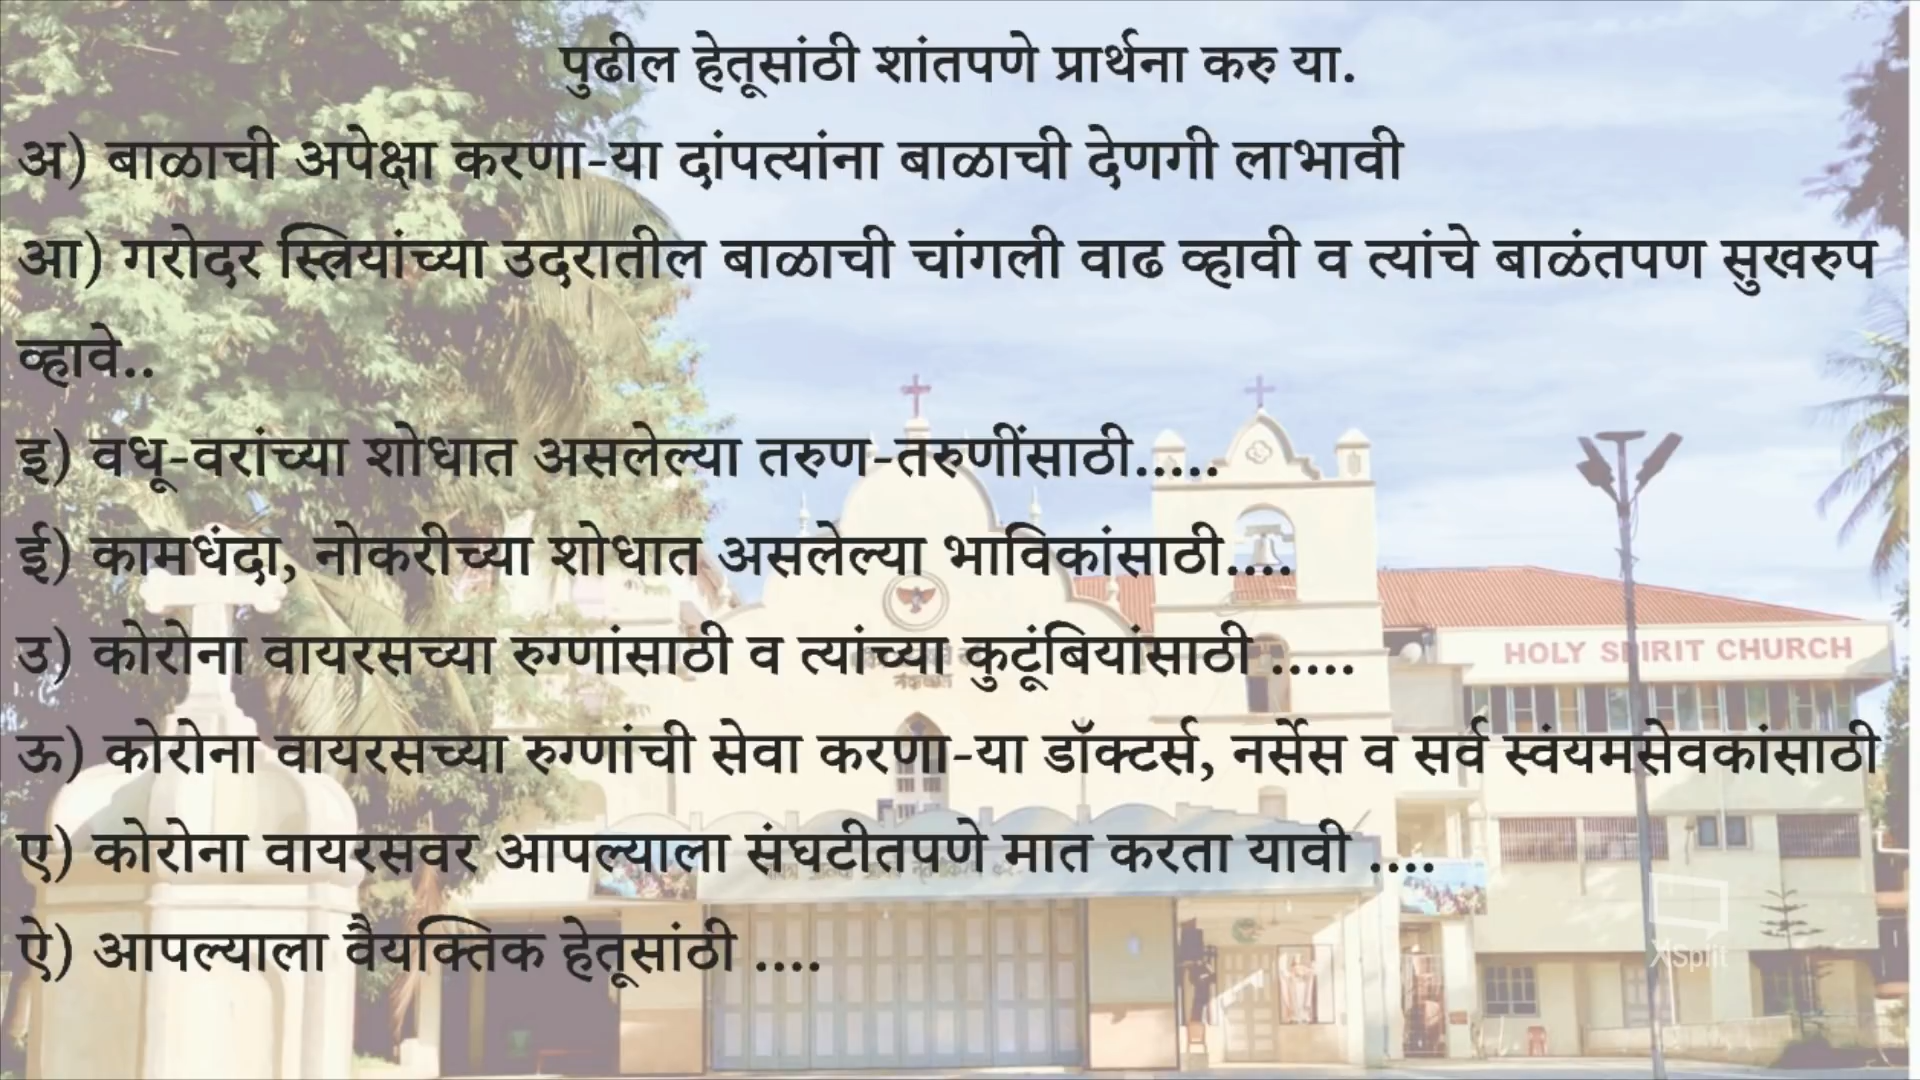 पुढील हेतूसांठी शांतपणे प्रार्थना करु या.
अ) बाळाची अपेक्षा करणा-या दांपत्यांना बाळाची देणगी लाभावी
आ) गरोदर स्त्रियांच्या उदरातील बाळाची चांगली वाढ व्हावी व त्यांचे बाळंतपण सुखरुप
व्हावे..
इ) वधू-वरांच्या शोधात असलेल्या तरुण-तरुणींसाठी.....
ई) कामधंदा, नोकरीच्या शोधात असलेल्या भाविकांसाठी....
उ) कोरोना वायरसच्या रुग्णांसाठी व त्यांच्या कुटूंबियांसाठी .....
HOLY SPIRIT CHURCH
ऊ) कोरोना वायरसच्या रुग्णांची सेवा करणा-या डॉक्टर्स, नर्सेस व सर्व स्वंयमसेवकांसाठी
ए) कोरोना वायरसवर आपल्याला संघटीतपणे मात करता यावी ....
ऐ) आपल्याला वैयक्तिक हेतूसांठी ....
XSplit